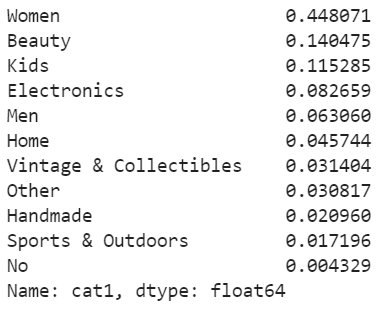 Women 0.448071
Beauty 0.140475
Kids 0.115285
Electronics 0.082659
Men 0.063060
Home 0.045744
Vintage & Collectibles 0.031404
Other 0.030817
Handmade 0.020960
Sports & Outdoors 0.017196
No 0.004329
Name: cat1, dtype: float64